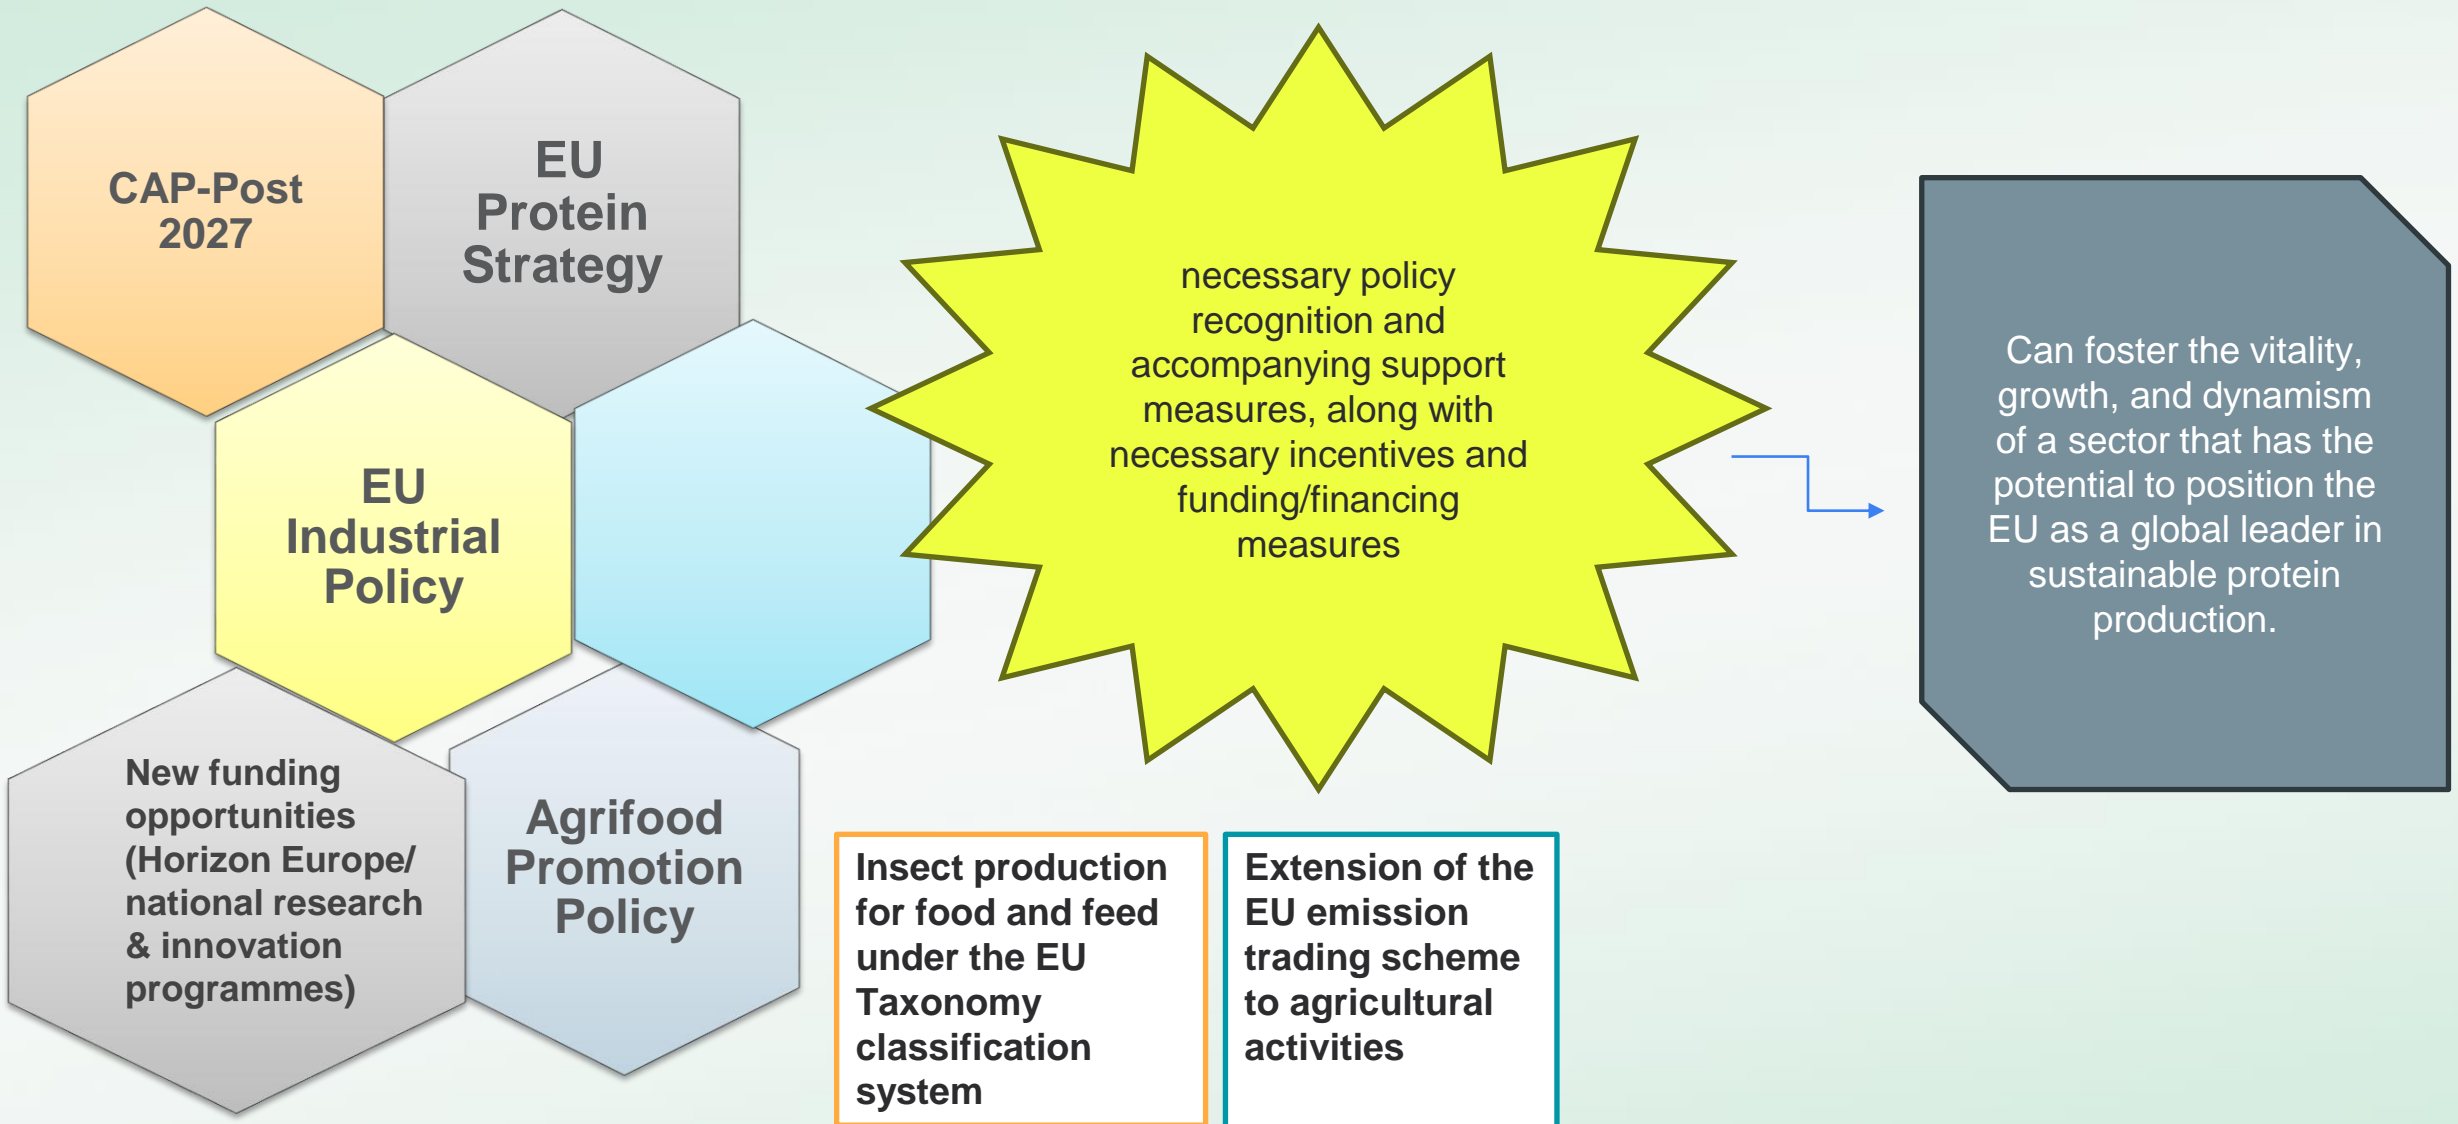 CAP-Post
2027
EU
Protein
Strategy
EU
Industrial
Policy
New funding
opportunities
(Horizon Europe/
national research
& innovation
programmes)
Agrifood
Promotion
Policy
necessary policy
recognition and
accompanying support
measures, along with
necessary incentives and
funding/financing
measures
Can foster the vitality,
growth, and dynamism
of a sector that has the
potential to position the
EU as a global leader in
sustainable protein
production.
Insect production
for food and feed
under the EU
Taxonomy
classification
system
Extension of the
EU emission
trading scheme
to agricultural
activities